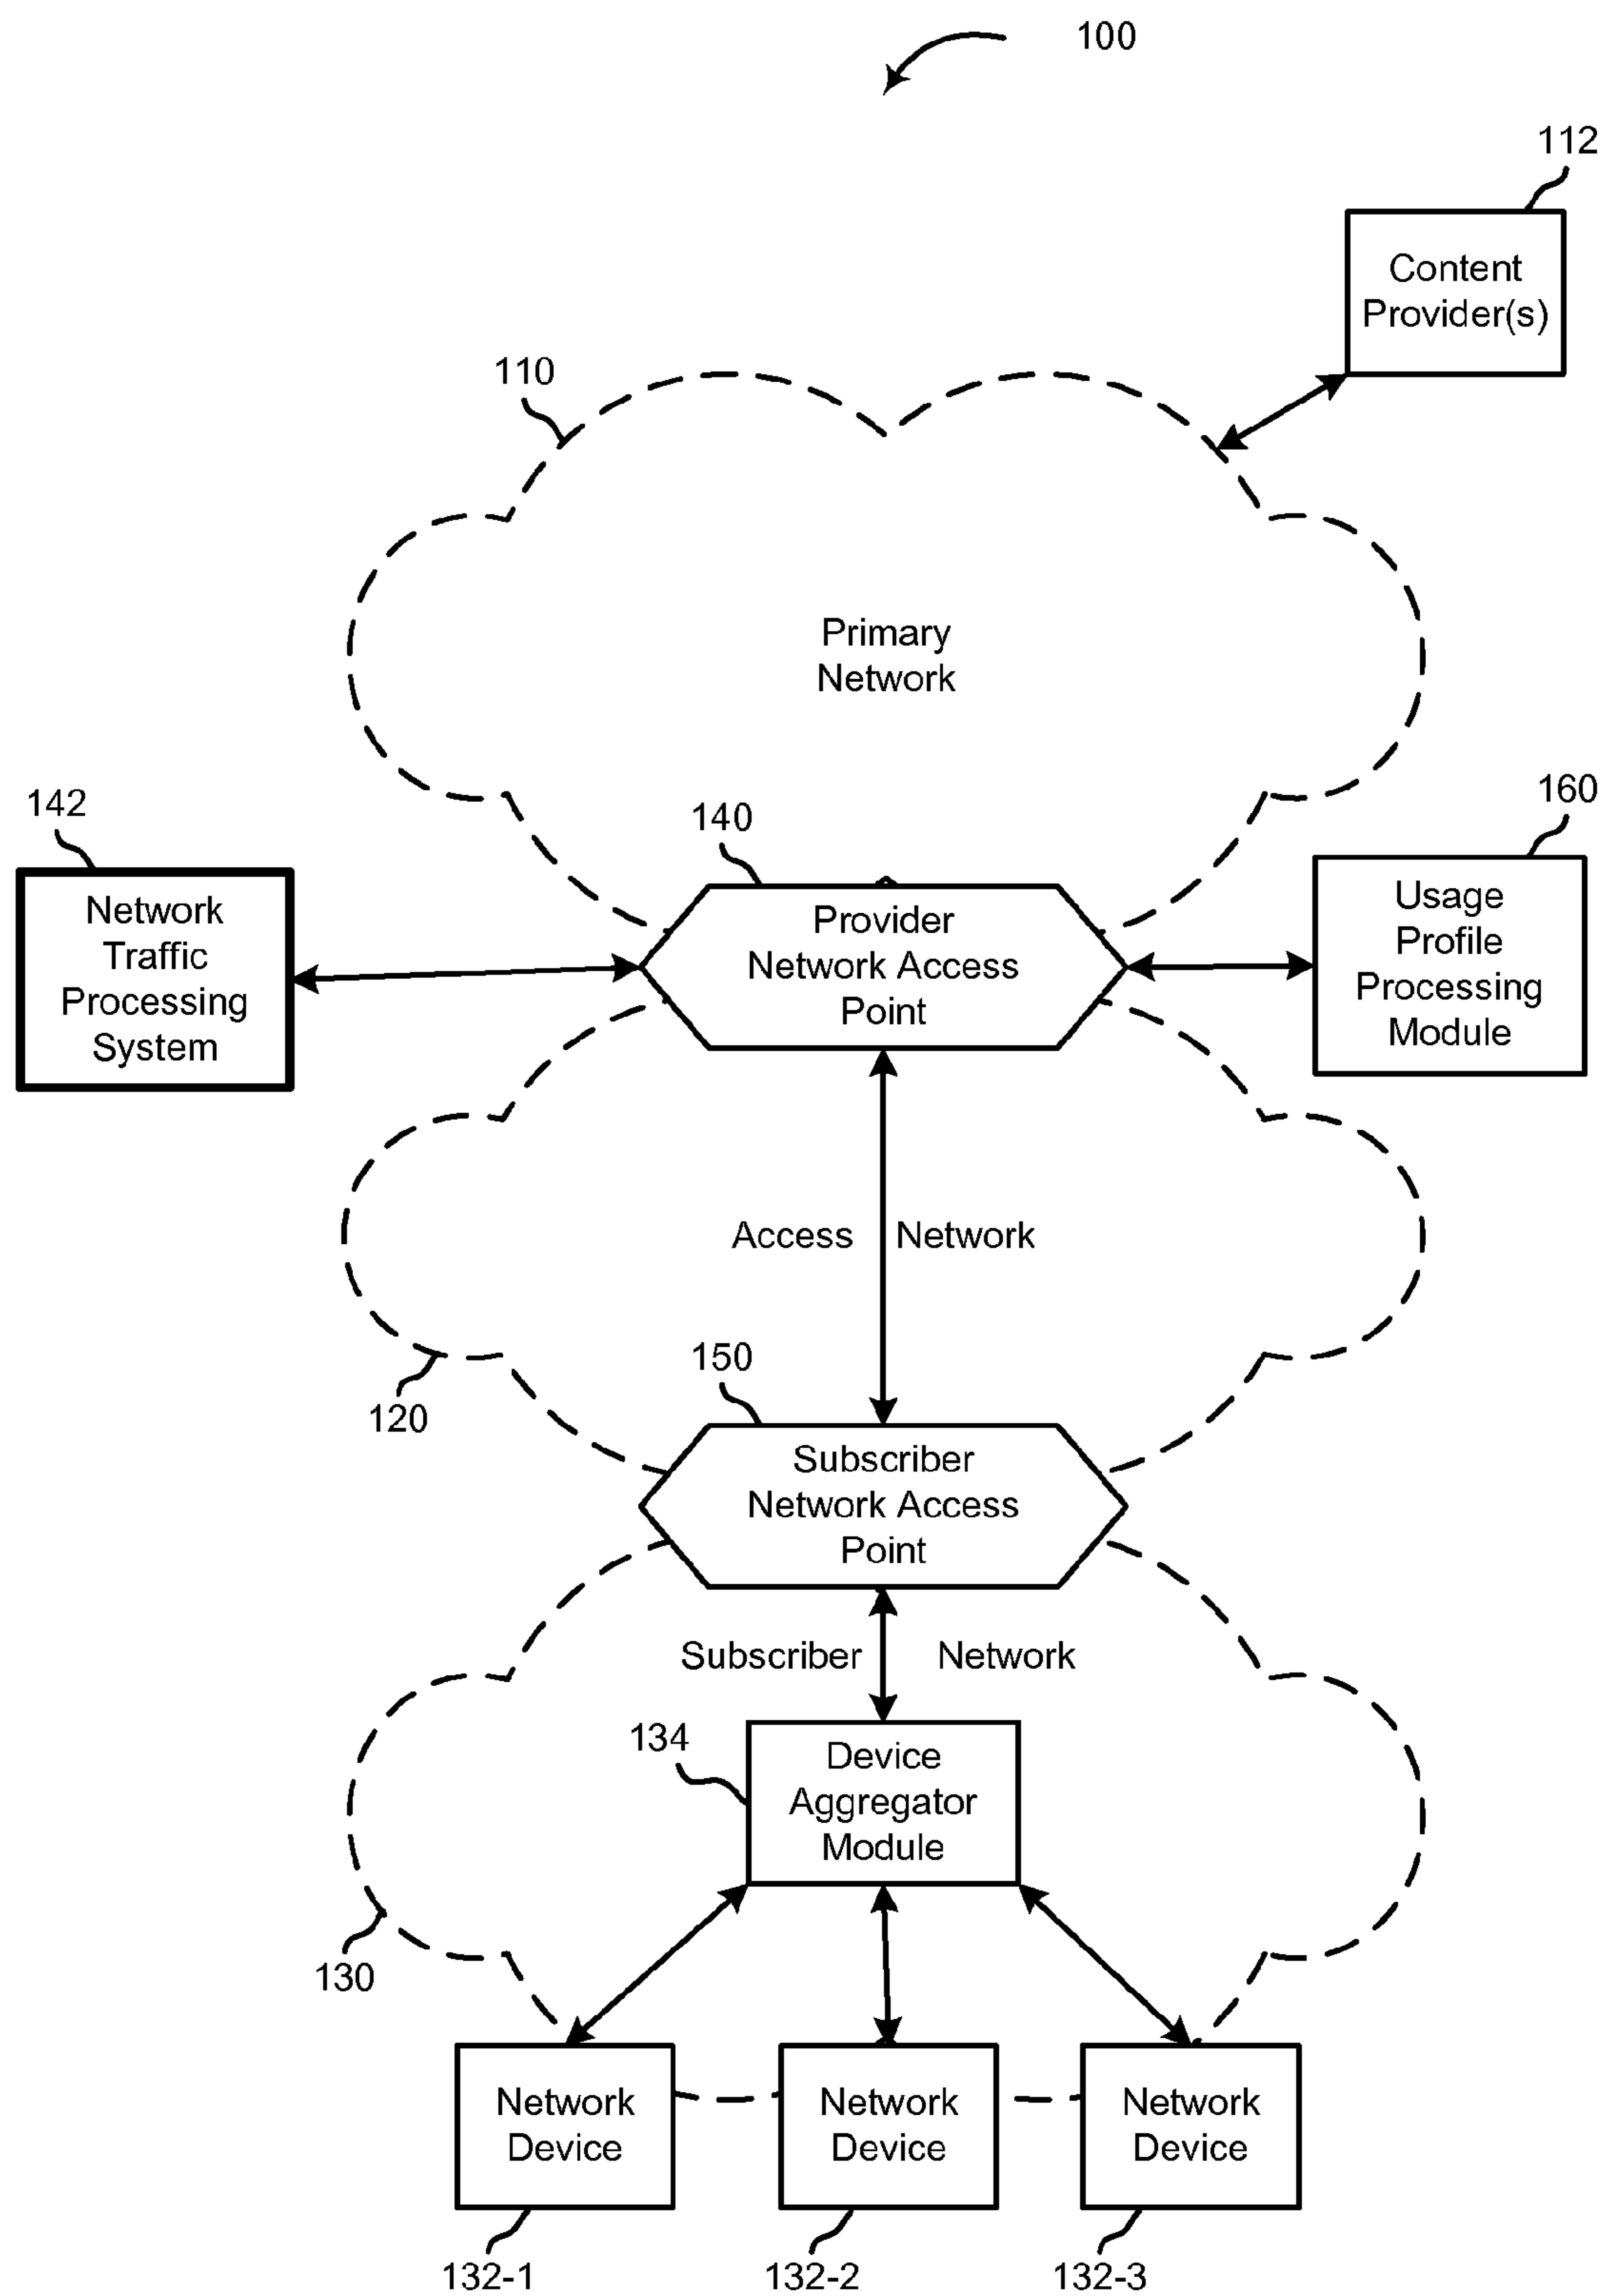 100
112
Content
Provider(s)
110
Primary
Network
142
140
160
Network
Traffic
Processing
System
Provider
Network Access
Point
Usage
Profile
Processing
Module
Access Network
120
150
Subscriber
Network Access
Point
Subscriber Network
134
Device
Aggregator
Module
130
Network
Device
Network
Device
Network
Device
132-1
132-2
132-3